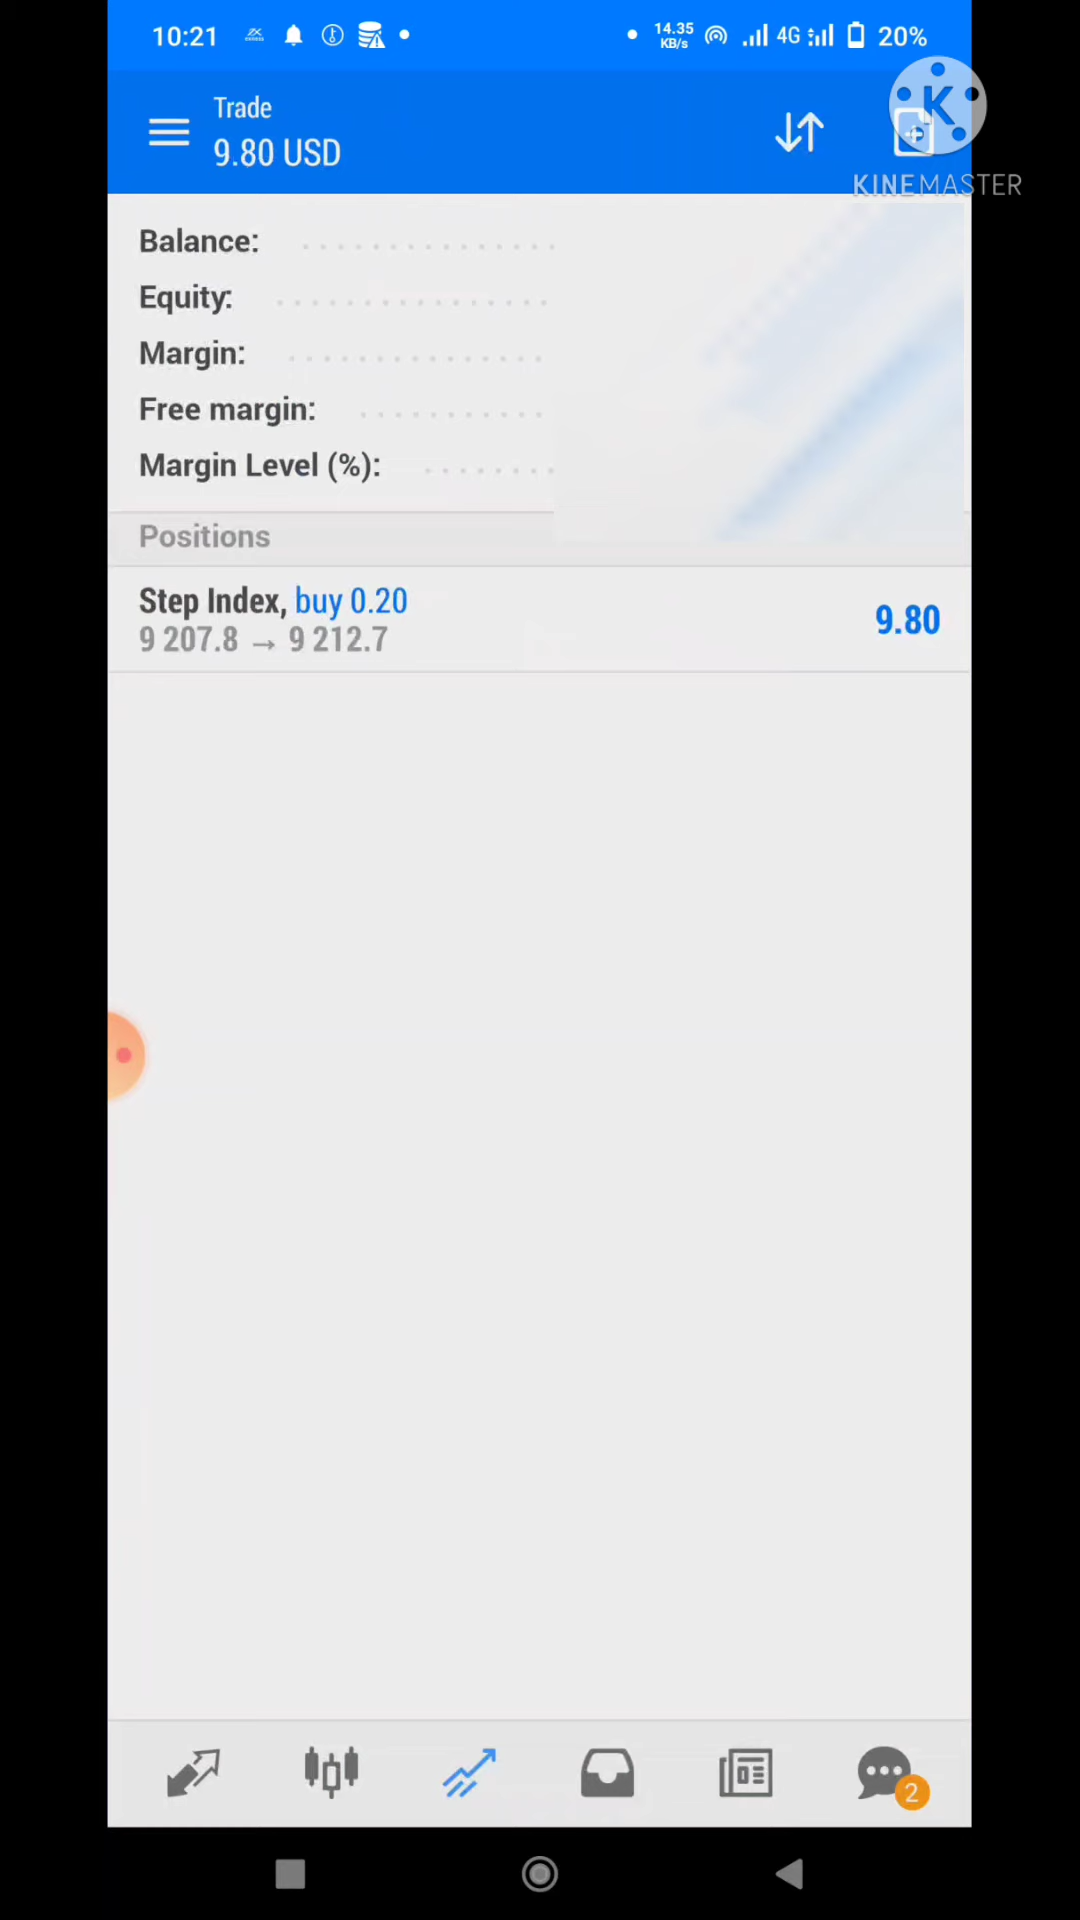 10:21 14.35 KB/s 4G 20%
Trade
9.80 USD
KINEMASTER
Balance:
Equity:
Margin:
Free margin:
Margin Level (%):
Positions
Step Index, buy 0.20
9 207.8 → 9 212.7
9.80
2